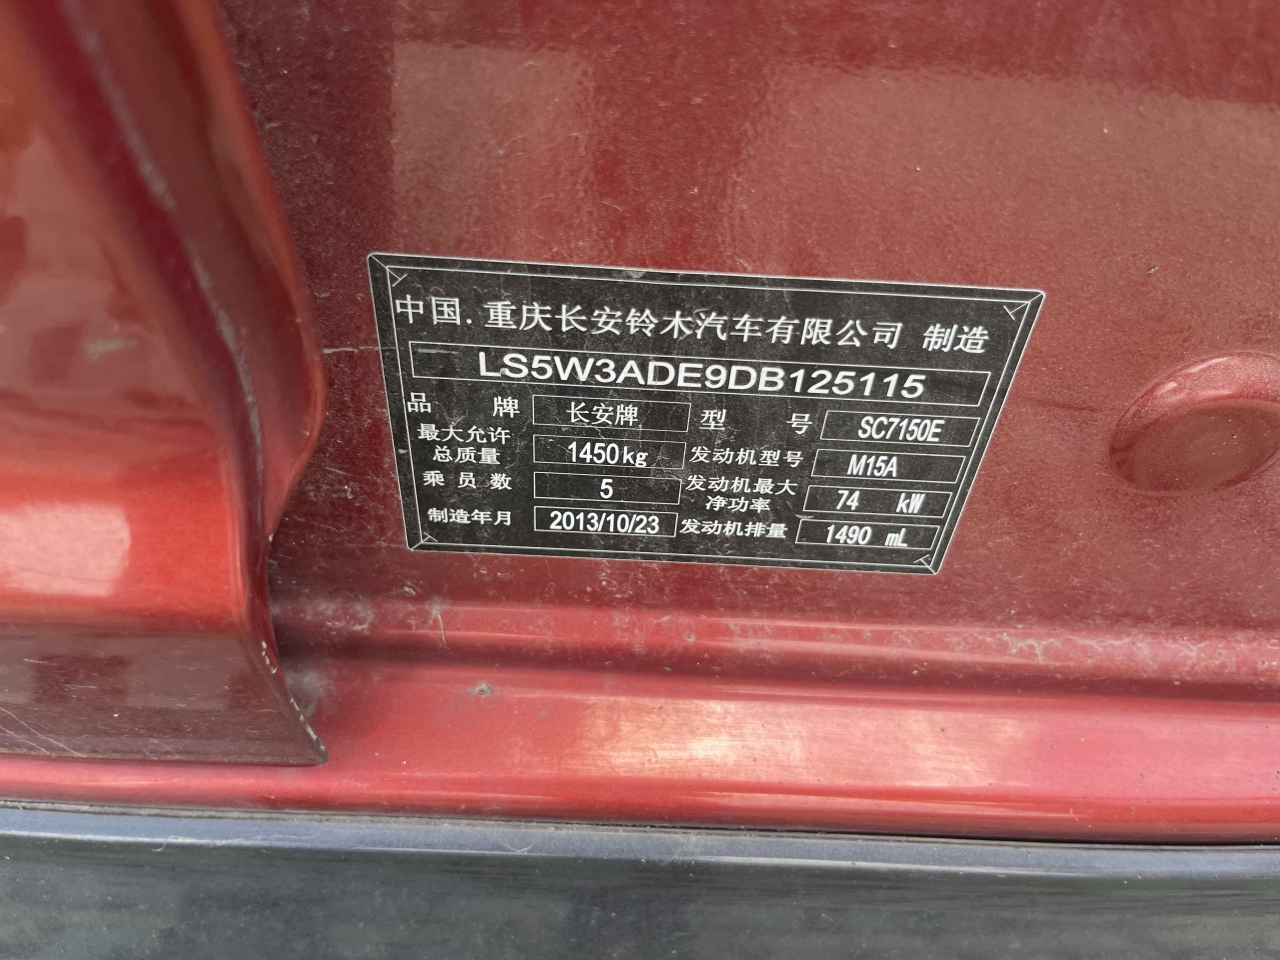 中国.重庆长安铃木汽车有限公司 制造
LS5W3ADE9DB125115
品 牌 长安牌 型 号 SC7150E
最大允许总质量 1450kg 发动机型号 M15A
乘员数 5 发动机最大净功率 74 kW
制造年月 2013/10/23 发动机排量 1490 mL